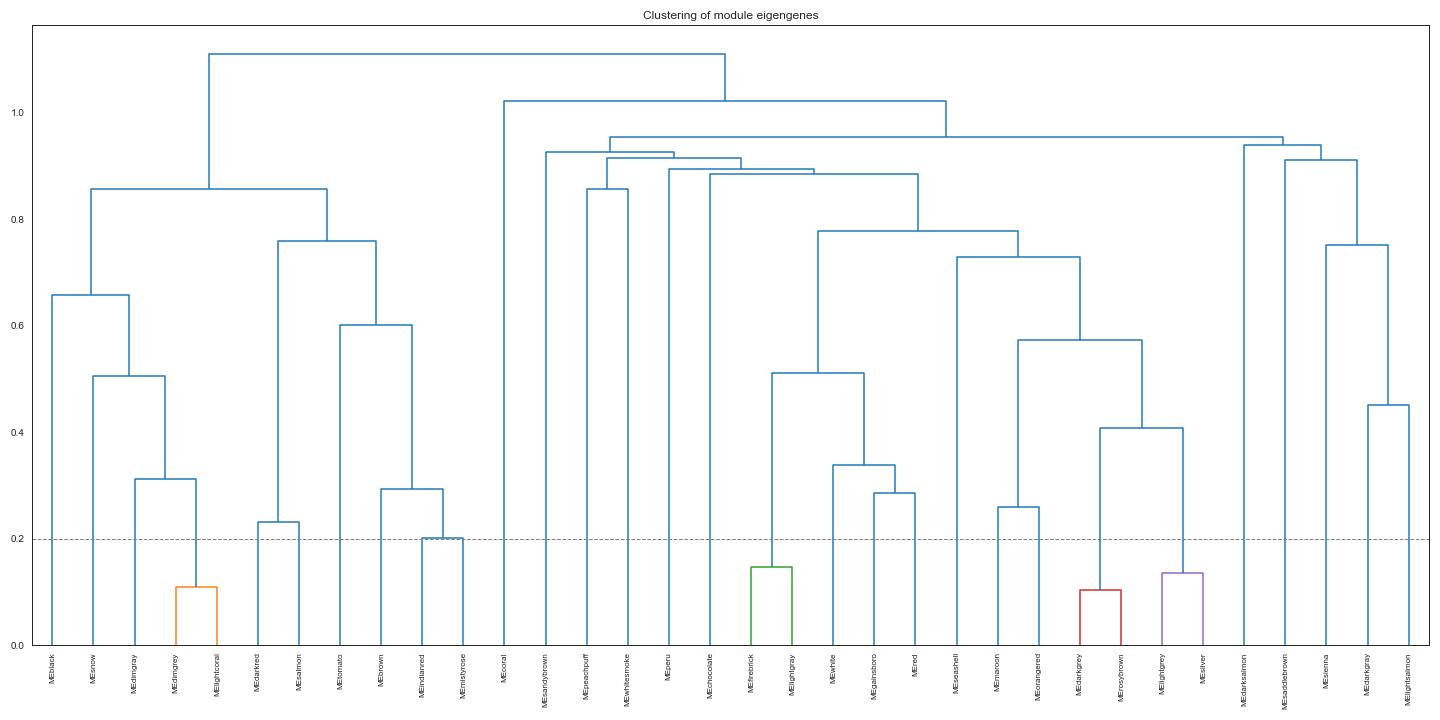 Clustering of module eigengenes
1.0
0.8
0.6
0.4
0.2
0.0
MEblack
MEsnow
MEdimgray
MEdimgrey
MElightcoral
MEdarkred
MEsalmon
MEtomato
MEbrown
MEindianred
MEmistyrose
MEcoral
MEsandybrown
MEpeachpuff
MEwhitesmoke
MEperu
MEchocolate
MEfirebrick
MElightgray
MEwhite
MEgainsboro
MEred
MEseashell
MEmaroon
MEorangered
MEdarkgrey
MErosybrown
MElightgrey
MEsilver
MEdarksalmon
MEsaddlebrown
MEsienna
MEdarkgray
MElightsalmon